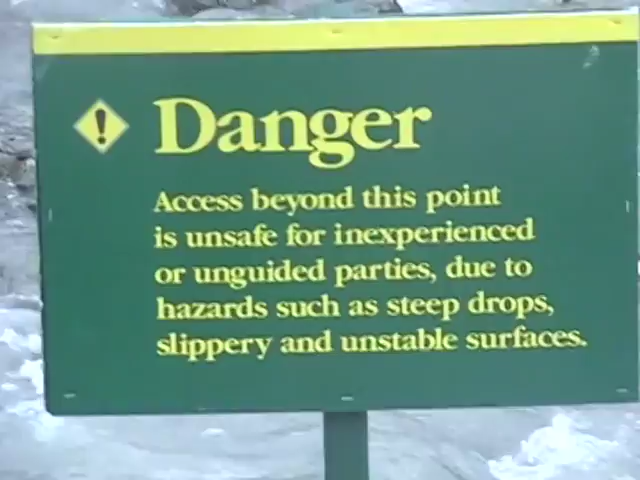 Danger
Access beyond this point
is unsafe for inexperienced
or unguided parties, due to
hazards such as steep drops,
slippery and unstable surfaces.